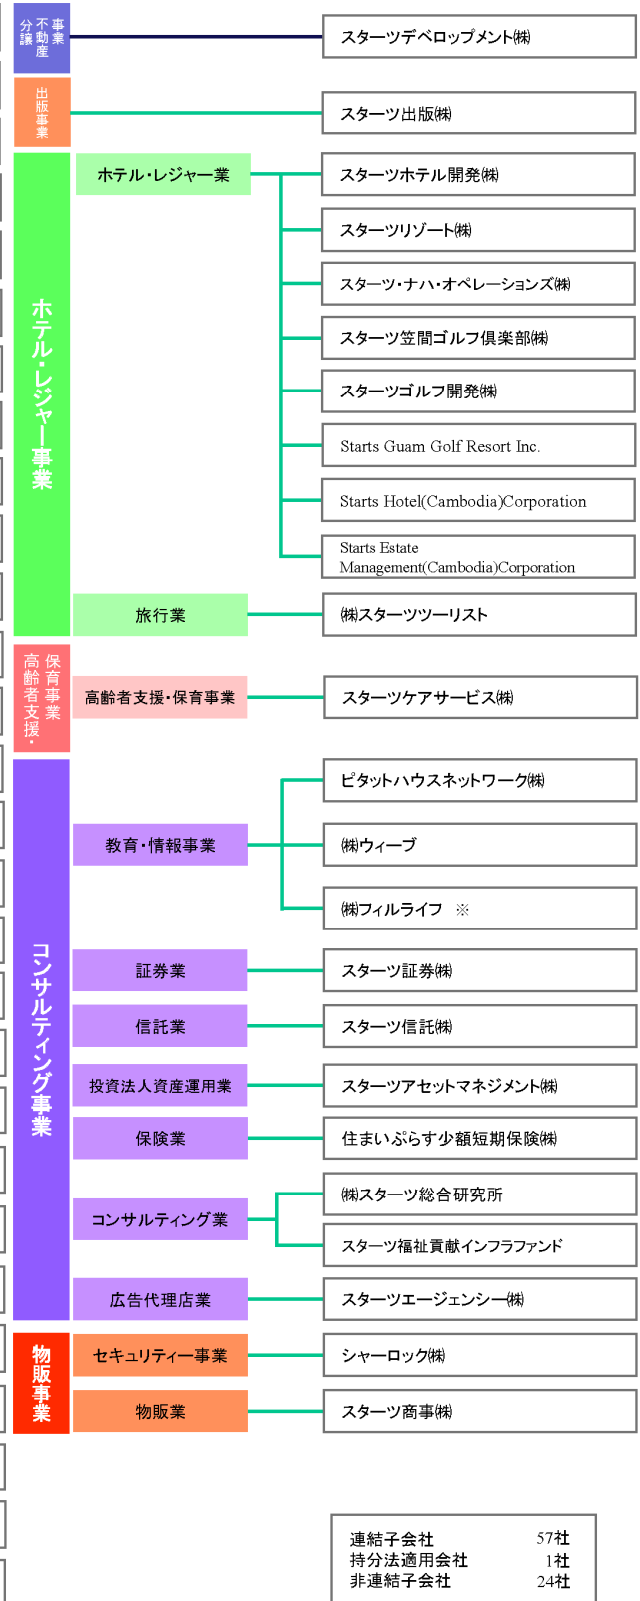 分譲
不動産
事業
スターツデベロップメント㈱
出版事業
スターツ出版㈱
ホテル・レジャー事業
ホテル・レジャー業
スターツホテル開発㈱
スターツリゾート㈱
スターツ・ナハ・オペレーションズ㈱
スターツ笠間ゴルフ倶楽部㈱
スターツゴルフ開発㈱
Starts Guam Golf Resort Inc.
Starts Hotel(Cambodia)Corporation
Starts Estate
Management(Cambodia)Corporation
旅行業
㈱スターツツーリスト
高齢者支援・
保育事業
高齢者支援・保育事業
スターツケアサービス㈱
コンサルティング事業
教育・情報事業
ピタットハウスネットワーク㈱
㈱ウィーブ
㈱フィルライフ ※
証券業
スターツ証券㈱
信託業
スターツ信託㈱
投資法人資産運用業
スターツアセットマネジメント㈱
保険業
住まいぷらす少額短期保険㈱
コンサルティング業
㈱スターツ総合研究所
スターツ福祉貢献インフラファンド
広告代理店業
スターツエージェンシー㈱
物販事業
セキュリティー事業
シャーロック㈱
物販業
スターツ商事㈱
連結子会社 57社
持分法適用会社 1社
非連結子会社 24社